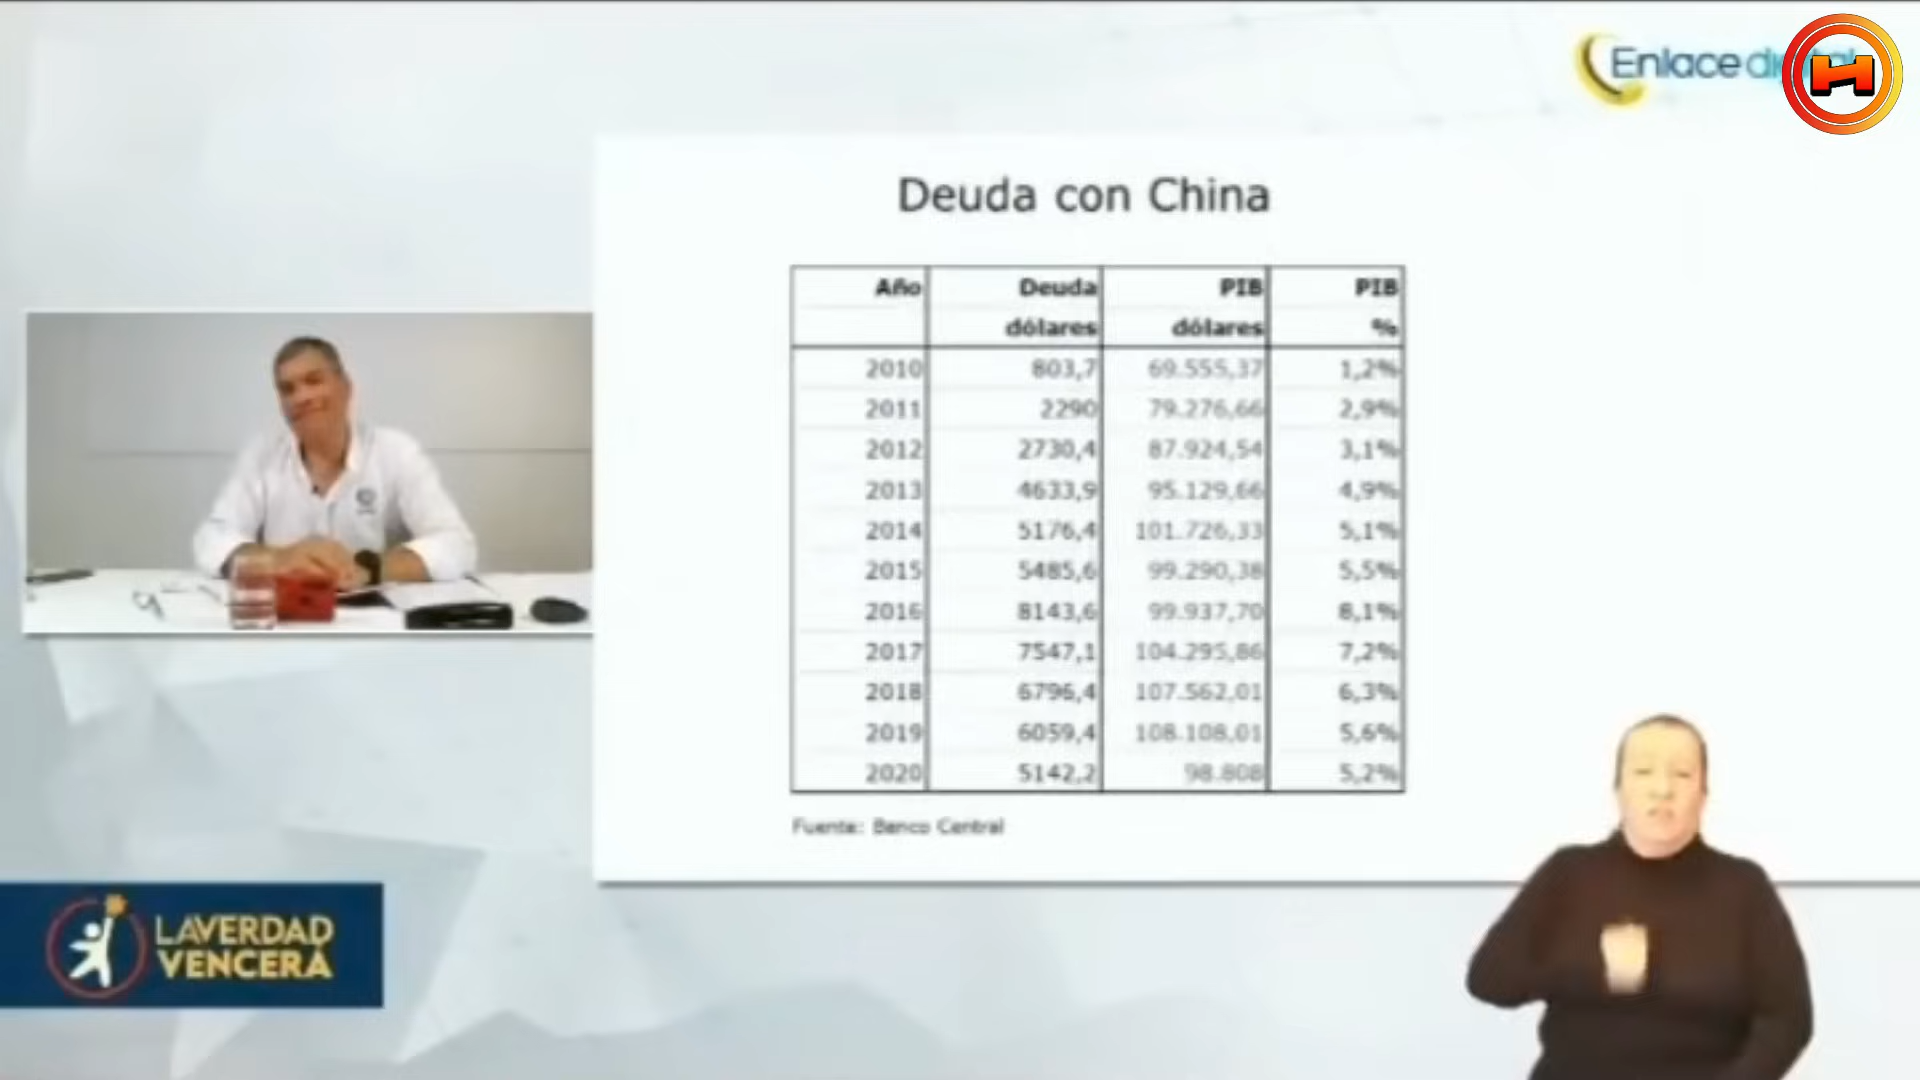 Enlace
H
Deuda con China
Año Deuda PIB PIB
dólares dólares %
2010 803,7 69.555,37 1,2%
2011 2290 79.276,66 2,9%
2012 2730,4 87.924,54 3,1%
2013 4633,9 95.129,66 4,9%
2014 5176,4 101.726,33 5,1%
2015 5485,6 99.290,38 5,5%
2016 8143,6 99.937,70 8,1%
2017 7547,1 104.295,86 7,2%
2018 6796,4 107.562,01 6,3%
2019 6059,4 108.108,01 5,6%
2020 5142,2 98.808 5,2%
Fuente: Banco Central
LAVERDAD
VENCERÁ